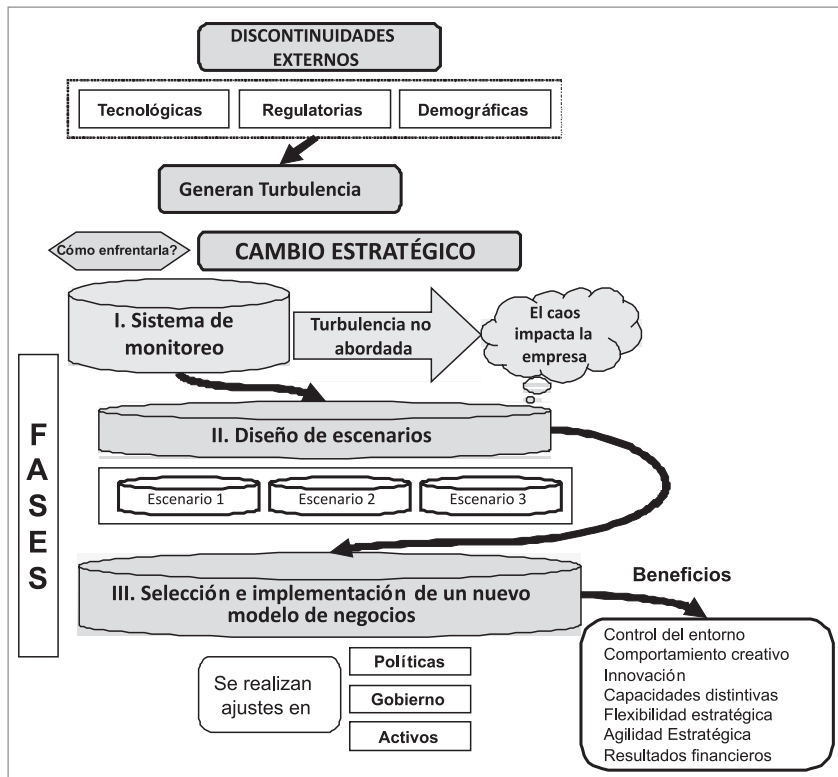 DISCONTINUIDADES
EXTERNOS
Tecnológicas
Regulatorias
Demográficas
Generan Turbulencia
Cómo enfrentarla?
CAMBIO ESTRATÉGICO
I. Sistema de
monitoreo
Turbulencia no
abordada
El caos
impacta la
empresa
FASES
II. Diseño de escenarios
Escenario 1
Escenario 2
Escenario 3
III. Selección e implementación de un nuevo
modelo de negocios
Beneficios
Se realizan
ajustes en
Políticas
Gobierno
Activos
Control del entorno
Comportamiento creativo
Innovación
Capacidades distintivas
Flexibilidad estratégica
Agilidad Estratégica
Resultados financieros